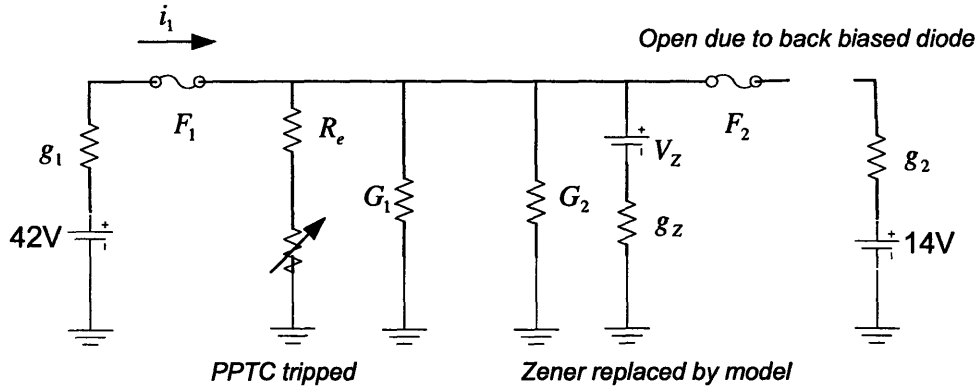 i₁
Open due to back biased diode
F₁
Rₑ
+
V_Z
-
F₂
g₁
G₁
G₂
g_Z
g₂
42V
+
-
+
-
14V
PPTC tripped
Zener replaced by model